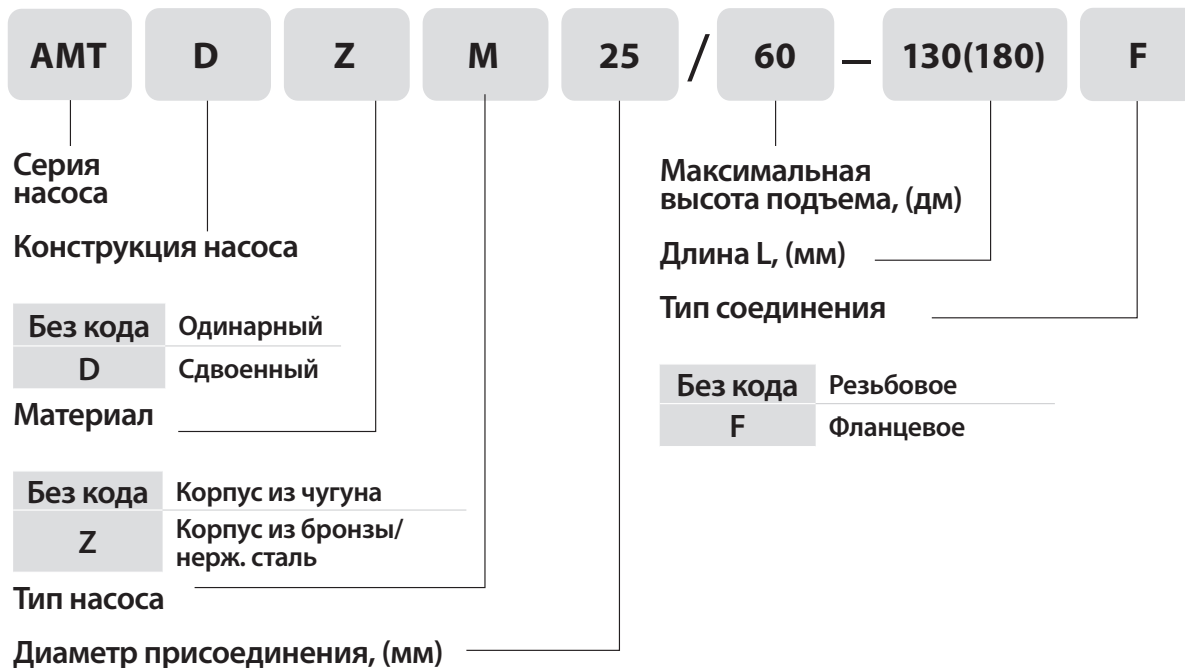 АМТ D Z M 25 / 60 — 130(180) F
Серия
насоса
Конструкция насоса
Без кода Одинарный
D Сдвоенный
Материал
Без кода Корпус из чугуна
Z Корпус из бронзы/
нерж. сталь
Тип насоса
Диаметр присоединения, (мм)
Максимальная
высота подъема, (дм)
Длина L, (мм)
Тип соединения
Без кода Резьбовое
F Фланцевое